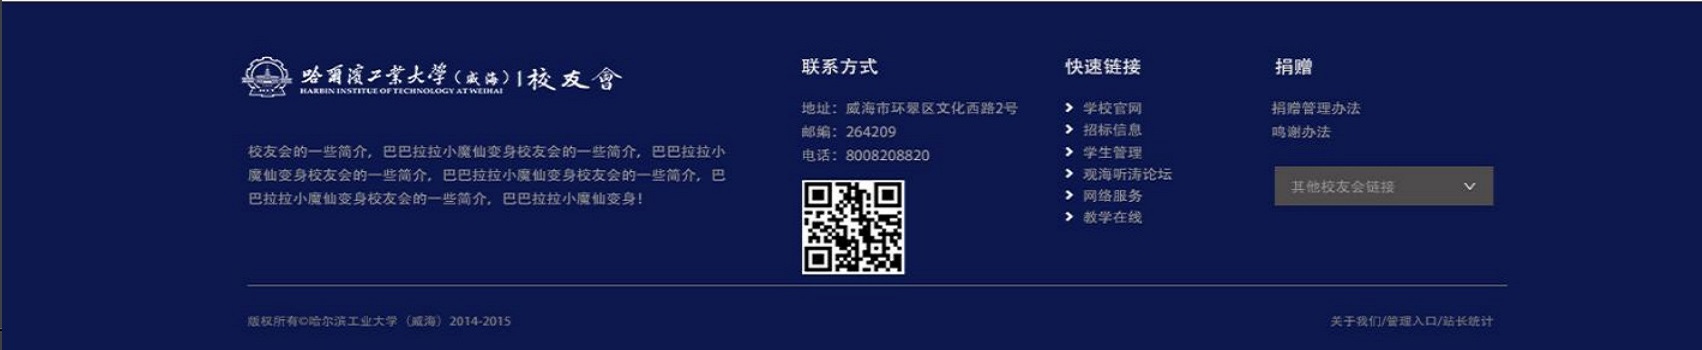 哈爾濱工業大學(威海)|校友會
HARBIN INSTITUE OF TECHNOLOGY AT WEIHAI
校友会的一些简介，巴巴拉拉小魔仙变身校友会的一些简介，巴巴拉拉小
魔仙变身校友会的一些简介，巴巴拉拉小魔仙变身校友会的一些简介，巴
巴拉拉小魔仙变身校友会的一些简介，巴巴拉拉小魔仙变身！
联系方式
地址：威海市环翠区文化西路2号
邮编：264209
电话：8008208820
快速链接
学校官网
招标信息
学生管理
观海听涛论坛
网络服务
教学在线
捐赠
捐赠管理办法
鸣谢办法
其他校友会链接
版权所有©哈尔滨工业大学（威海）2014-2015
关于我们/管理入口/站长统计